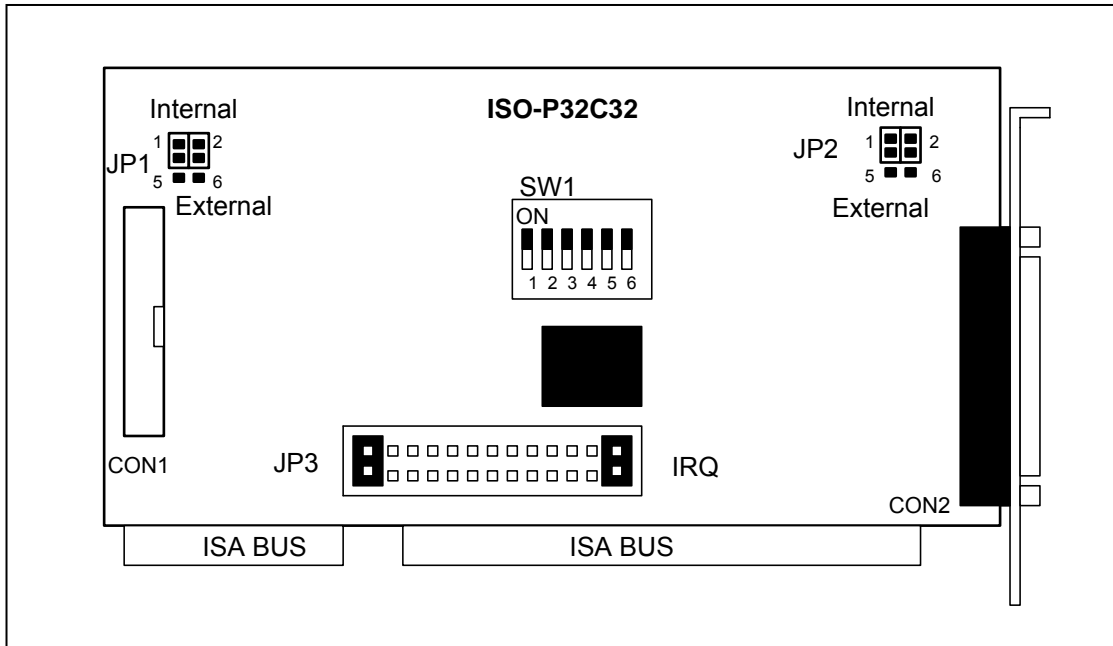 ISO-P32C32
Internal
1 2
JP1
5 6
External
Internal
1 2
JP2
5 6
External
SW1
ON
1 2 3 4 5 6
CON1
JP3
IRQ
CON2
ISA BUS
ISA BUS